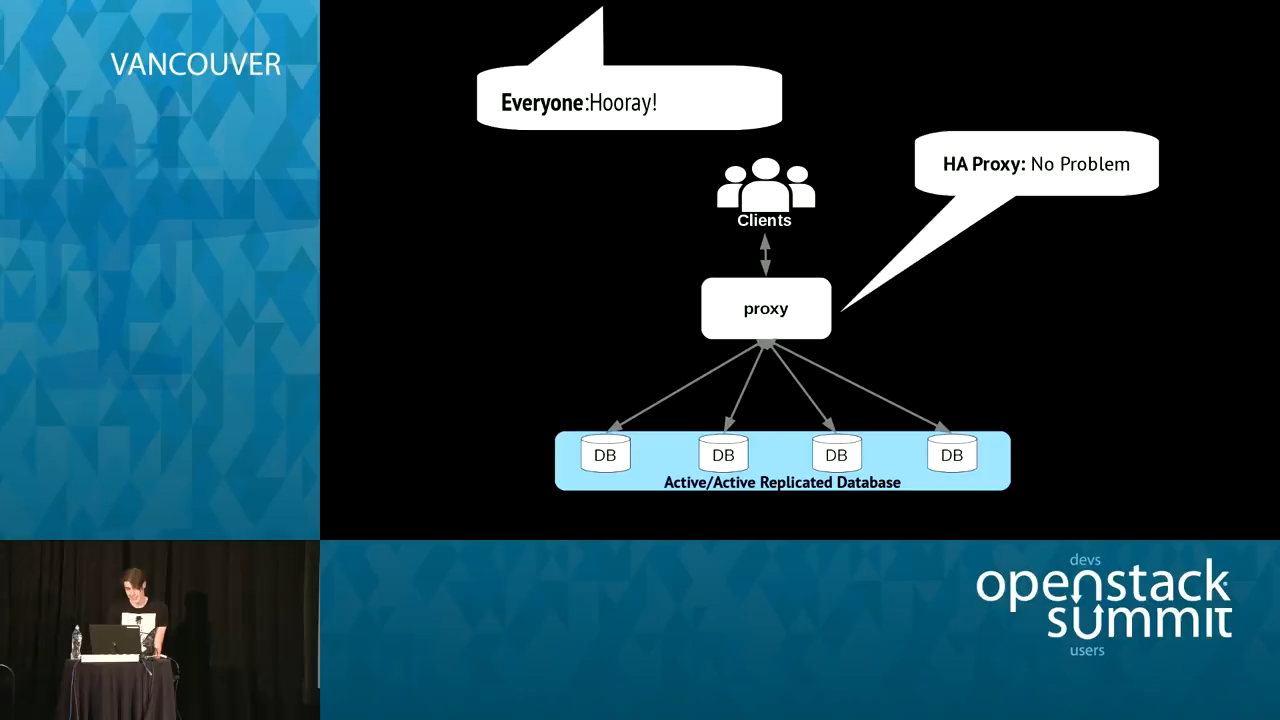 VANCOUVER
Everyone:Hooray!
HA Proxy: No Problem
Clients
proxy
DB
DB
DB
DB
Active/Active Replicated Database
devs
openstack
summit
users